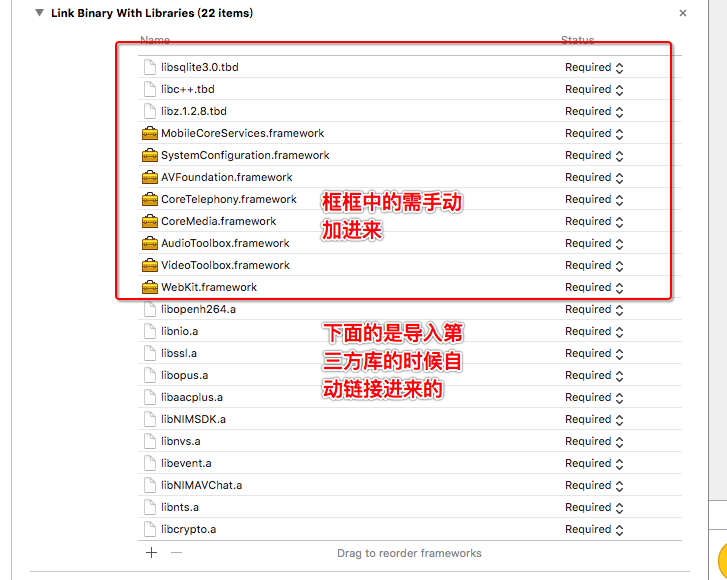 Link Binary With Libraries (22 items)
Name Status
libsqlite3.0.tbd Required
libc++.tbd Required
libz.1.2.8.tbd Required
MobileCoreServices.framework Required
SystemConfiguration.framework Required
AVFoundation.framework Required
CoreTelephony.framework Required
CoreMedia.framework Required
AudioToolbox.framework Required
VideoToolbox.framework Required
WebKit.framework Required
框框中的需手动
加进来
libopenh264.a Required
libnio.a Required
libssl.a Required
libopus.a Required
libaacplus.a Required
libNIMSDK.a Required
libnvs.a Required
libevent.a Required
libNIMAVChat.a Required
libnts.a Required
libcrypto.a Required
下面的是导入第
三方库的时候自
动链接进来的
Drag to reorder frameworks